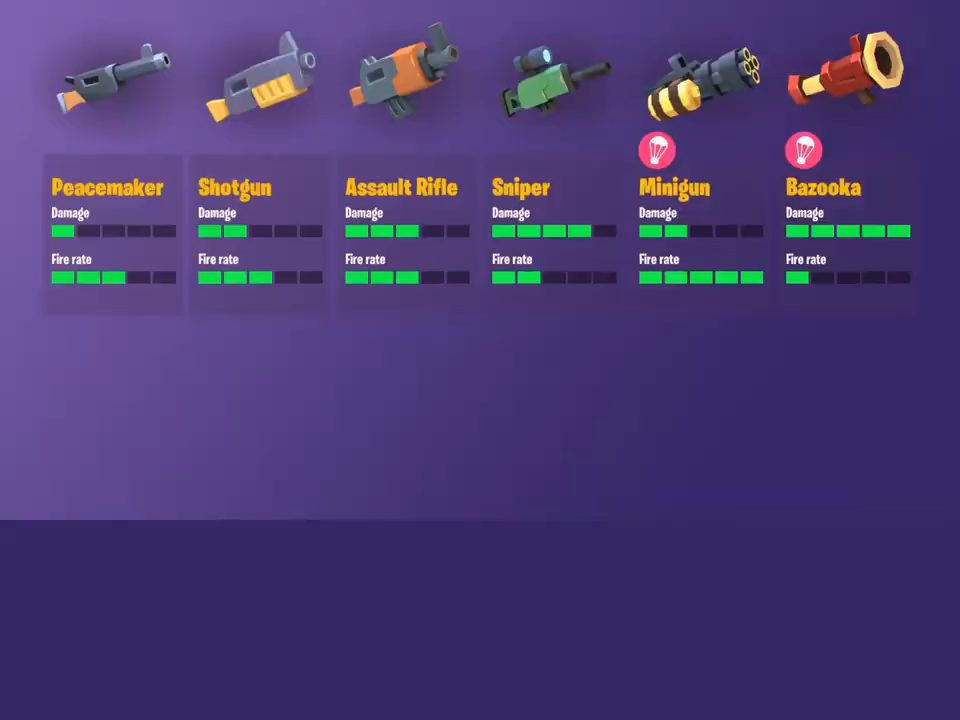 Peacemaker
Damage
Fire rate
Shotgun
Damage
Fire rate
Assault Rifle
Damage
Fire rate
Sniper
Damage
Fire rate
Minigun
Damage
Fire rate
Bazooka
Damage
Fire rate